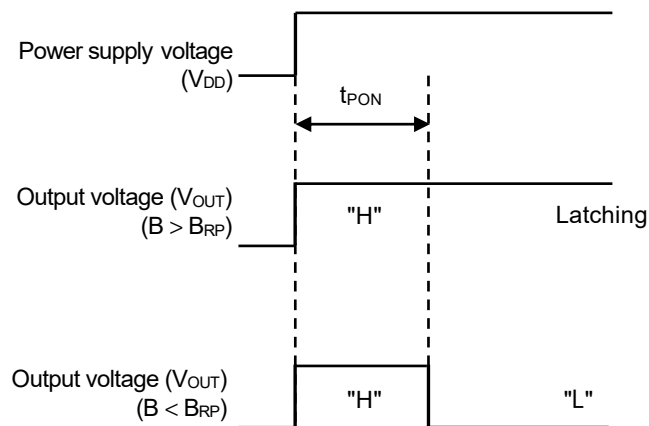 Power supply voltage
(VDD)
tPON
Output voltage (VOUT)
(B > BRP)
"H"
Latching
Output voltage (VOUT)
(B < BRP)
"H"
"L"